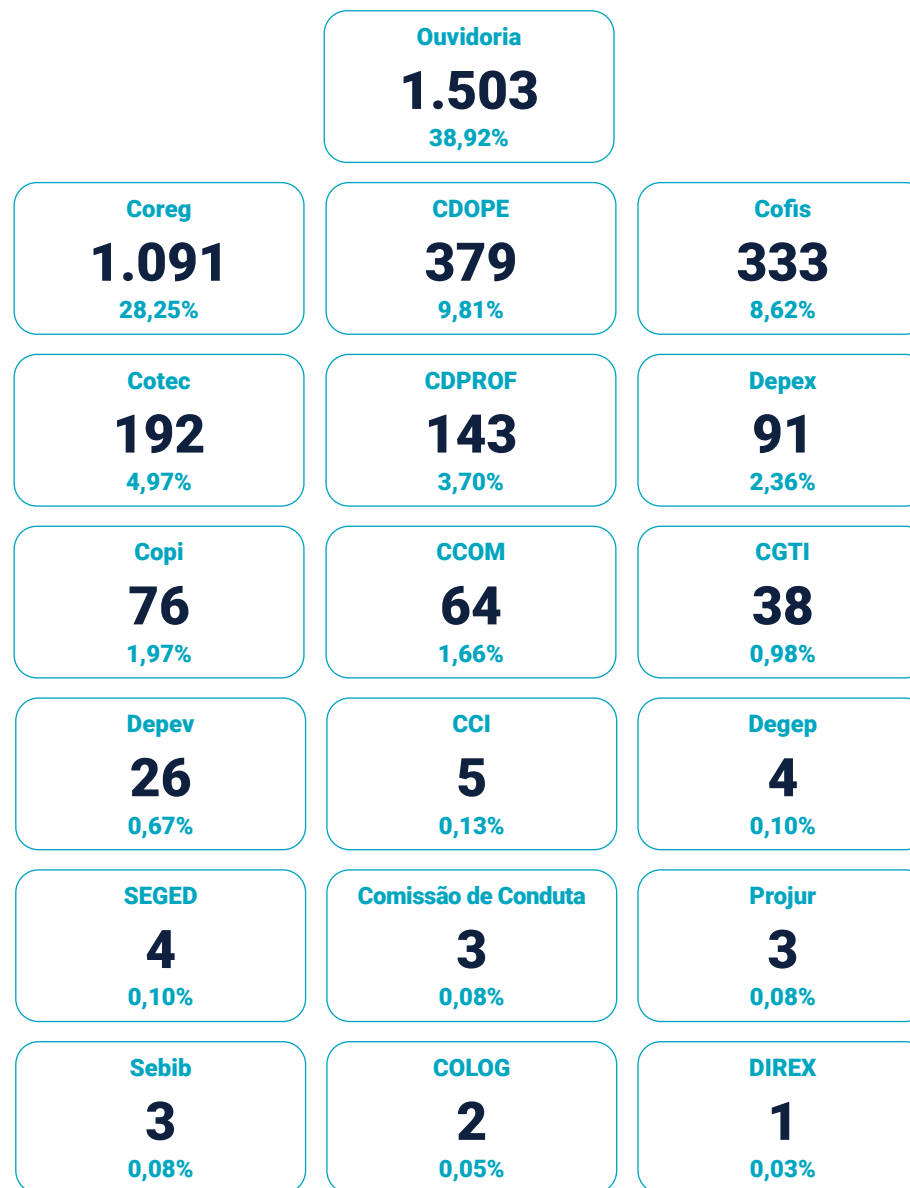 Ouvidoria
1.503
38,92%
Coreg
1.091
28,25%
CDOPE
379
9,81%
Cofis
333
8,62%
Cotec
192
4,97%
CDPROF
143
3,70%
Depex
91
2,36%
Copi
76
1,97%
CCOM
64
1,66%
CGTI
38
0,98%
Depev
26
0,67%
CCI
5
0,13%
Degep
4
0,10%
SEGED
4
0,10%
Comissão de Conduta
3
0,08%
Projur
3
0,08%
Sebib
3
0,08%
COLOG
2
0,05%
DIREX
1
0,03%